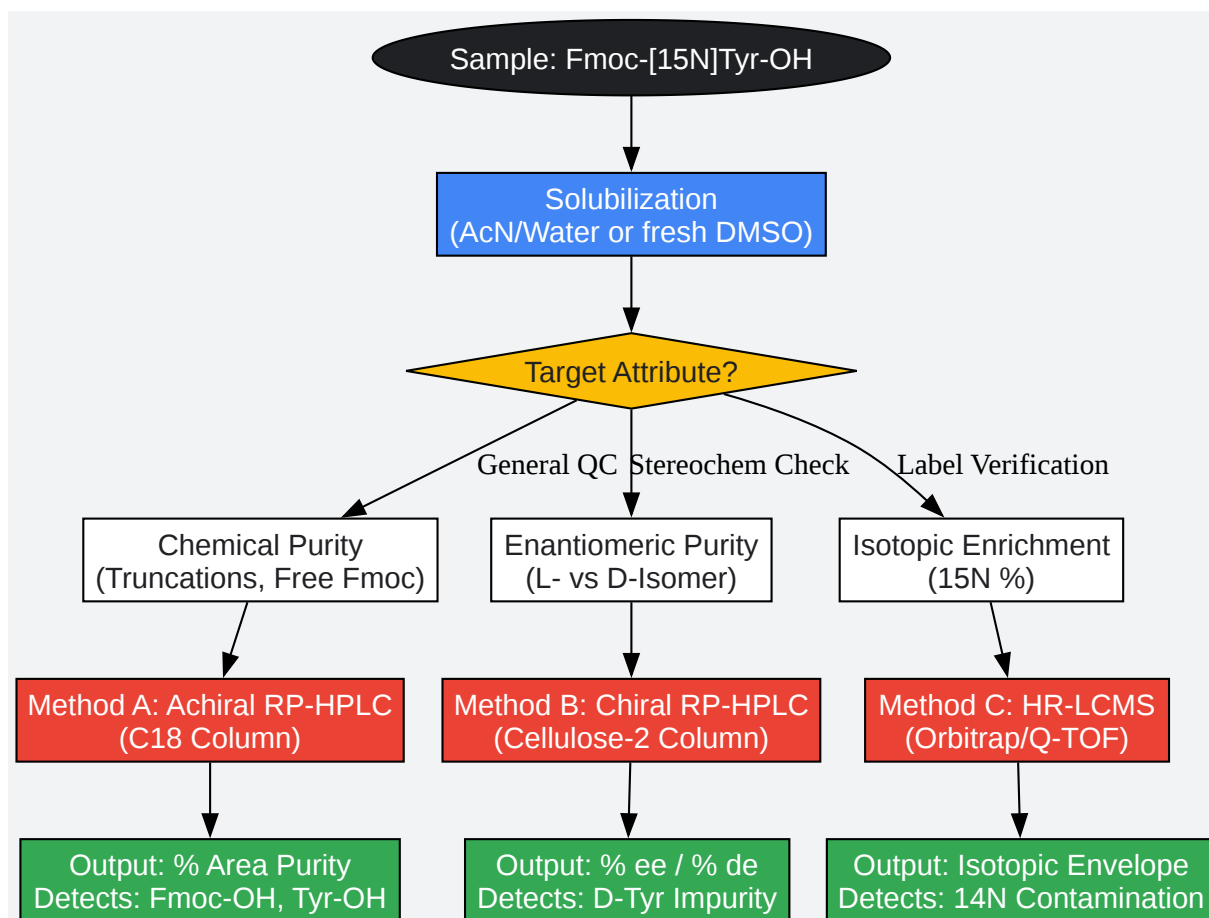 Sample: Fmoc-[15N]Tyr-OH
Solubilization
(AcN/Water or fresh DMSO)
Target Attribute?
General QC
Stereochem Check
Label Verification
Chemical Purity
(Truncations, Free Fmoc)
Enantiomeric Purity
(L- vs D-Isomer)
Isotopic Enrichment
(15N %)
Method A: Achiral RP-HPLC
(C18 Column)
Method B: Chiral RP-HPLC
(Cellulose-2 Column)
Method C: HR-LCMS
(Orbitrap/Q-TOF)
Output: % Area Purity
Detects: Fmoc-OH, Tyr-OH
Output: % ee / % de
Detects: D-Tyr Impurity
Output: Isotopic Envelope
Detects: 14N Contamination